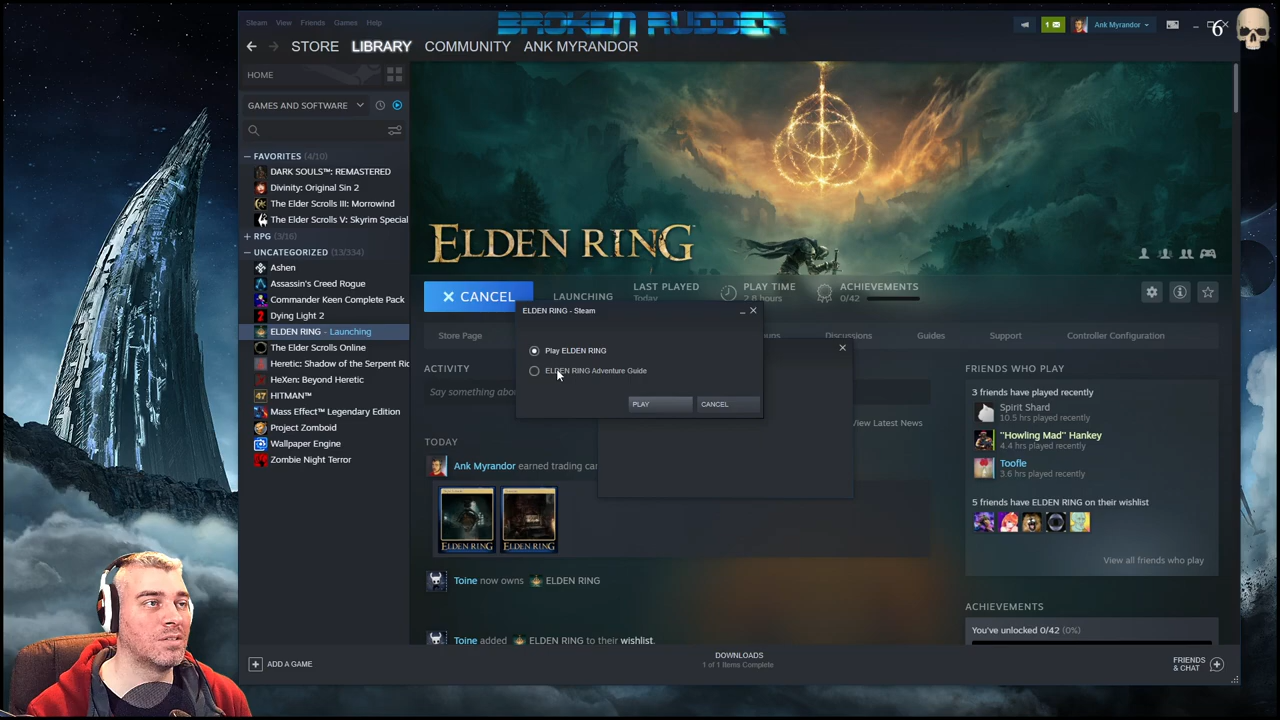 Steam View Friends Games Help
BROKEN RUDDER
1
Ank Myrandor
6
STORE LIBRARY COMMUNITY ANK MYRANDOR
HOME
GAMES AND SOFTWARE
FAVORITES (4/10)
DARK SOULS™: REMASTERED
Divinity: Original Sin 2
The Elder Scrolls III: Morrowind
The Elder Scrolls V: Skyrim Special
RPG (3/16)
UNCATEGORIZED (13/334)
Ashen
Assassin's Creed Rogue
Commander Keen Complete Pack
Dying Light 2
ELDEN RING - Launching
The Elder Scrolls Online
Heretic: Shadow of the Serpent Ri
HeXen: Beyond Heretic
HITMAN™
Mass Effect™ Legendary Edition
Project Zomboid
Wallpaper Engine
Zombie Night Terror
ADD A GAME
ELDEN RING
CANCEL
LAUNCHING
LAST PLAYED
Today
PLAY TIME
2.8 hours
ACHIEVEMENTS
0/42
Store Page
Discussions
Guides
Support
Controller Configuration
ELDEN RING - Steam
Play ELDEN RING
ELDEN RING Adventure Guide
PLAY
CANCEL
ACTIVITY
Say something abo
View Latest News
TODAY
Ank Myrandor earned trading car
ELDEN RING
ELDEN RING
Toine now owns ELDEN RING
Toine added ELDEN RING to their wishlist.
FRIENDS WHO PLAY
3 friends have played recently
Spirit Shard
10.5 hrs played recently
"Howling Mad" Hankey
4.4 hrs played recently
Toofle
3.6 hrs played recently
5 friends have ELDEN RING on their wishlist
View all friends who play
ACHIEVEMENTS
You've unlocked 0/42 (0%)
DOWNLOADS
1 of 1 Items Complete
FRIENDS
& CHAT